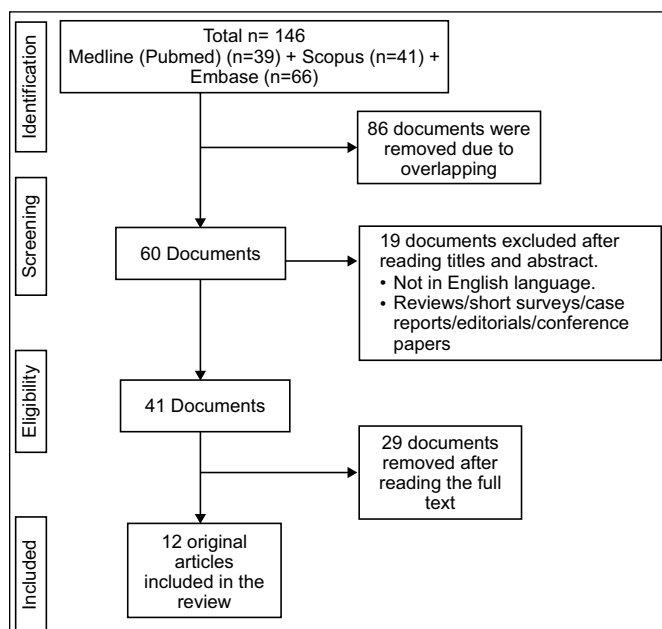 Identification
Total n= 146
Medline (Pubmed) (n=39) + Scopus (n=41) +
Embase (n=66)
86 documents were
removed due to
overlapping
Screening
60 Documents
19 documents excluded after
reading titles and abstract.
• Not in English language.
• Reviews/short surveys/case
reports/editorials/conference
papers
Eligibility
41 Documents
29 documents
removed after
reading the full
text
Included
12 original
articles
included in the
review